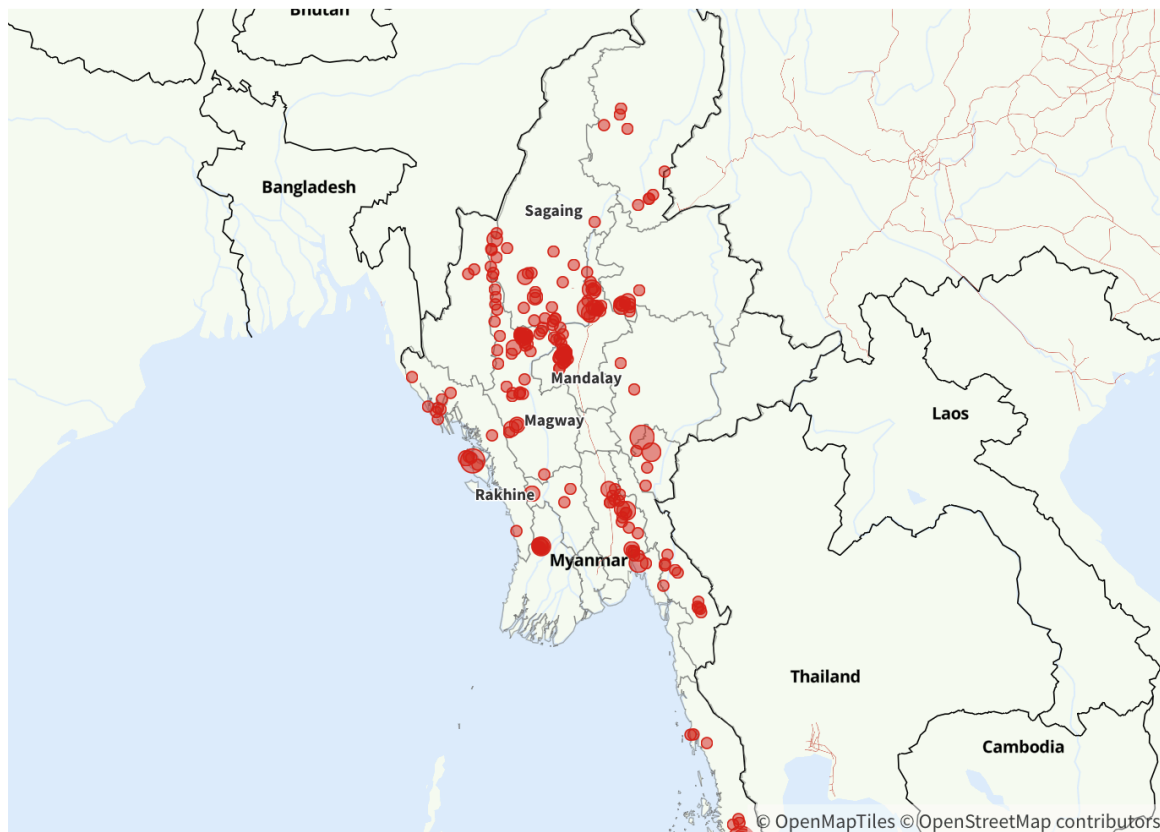 Bhutan
Bangladesh
Sagaing
Mandalay
Laos
Magway
Rakhine
Myanmar
Thailand
Cambodia
© OpenMapTiles © OpenStreetMap contributors